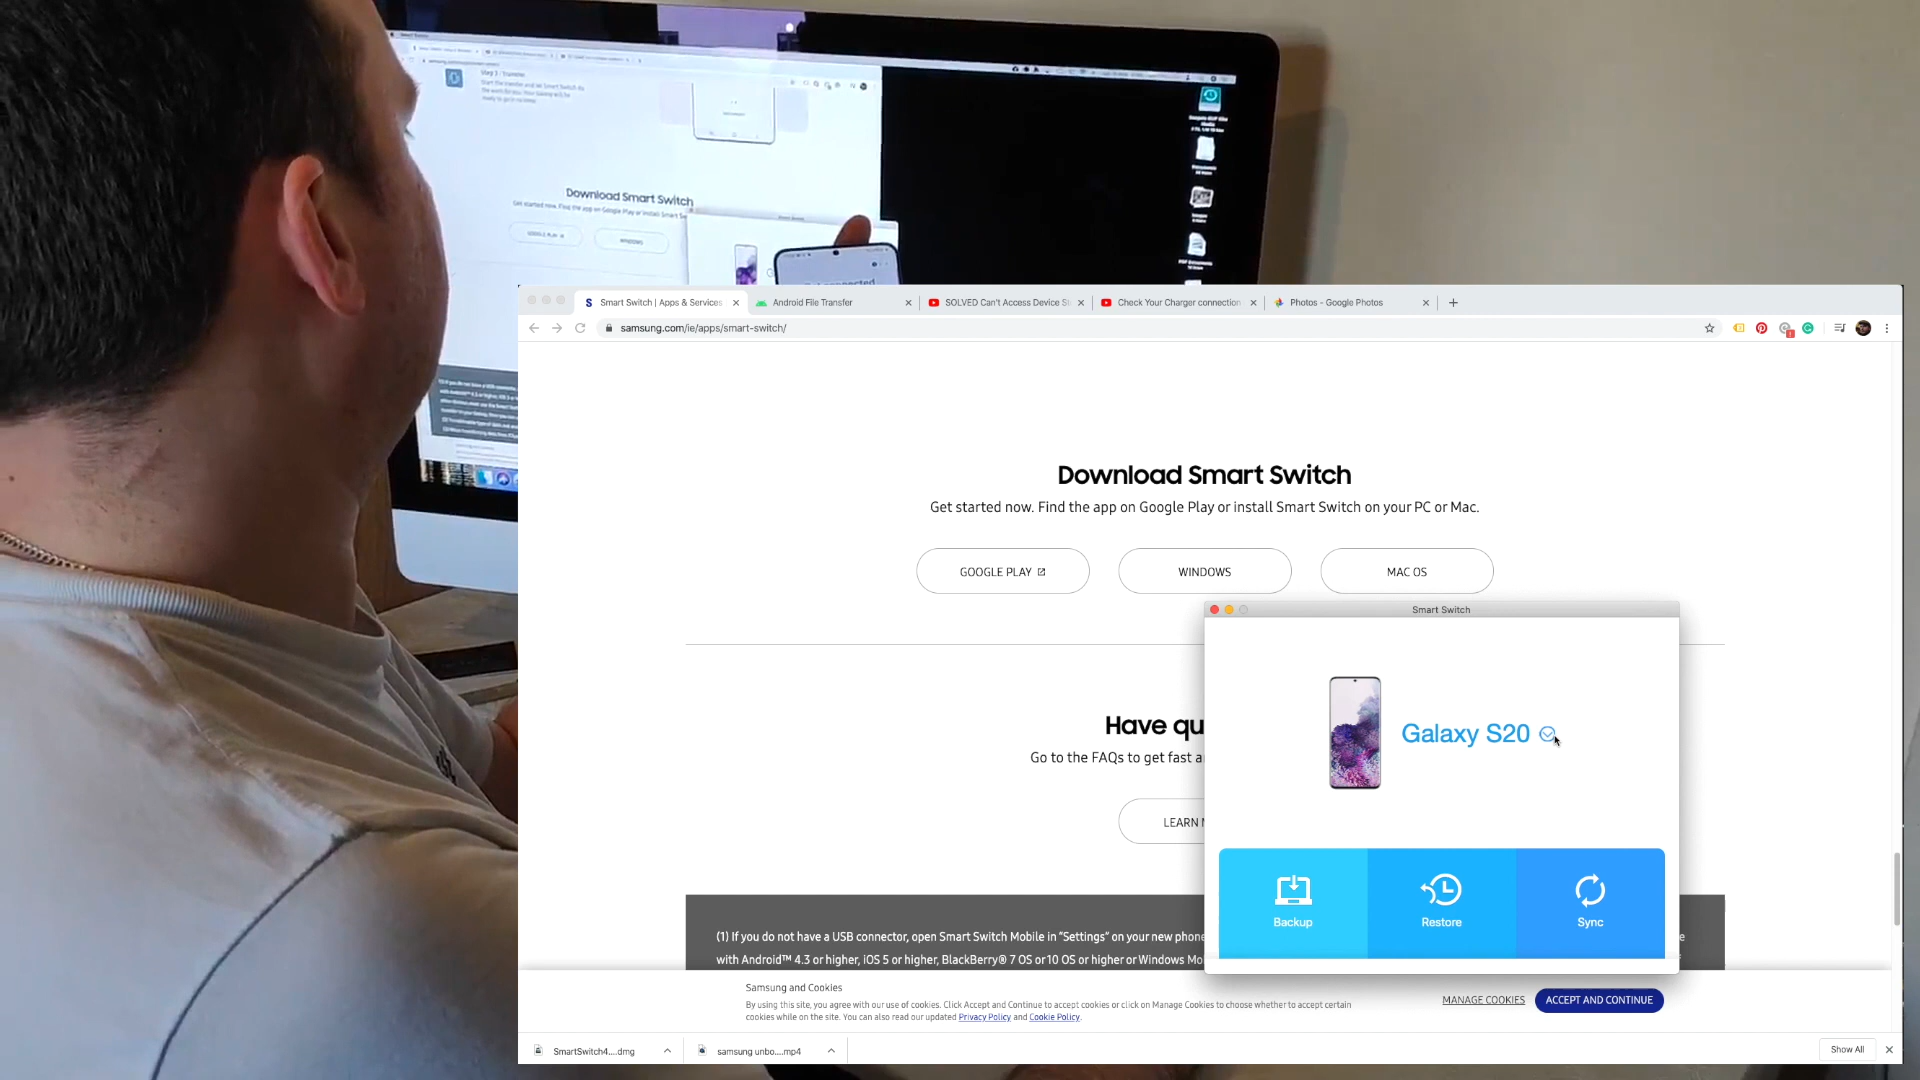 Step 3 / Transfer
Download Smart Switch
GOOGLE PLAY
WINDOWS
Smart Switch | Apps & Services
Android File Transfer
SOLVED Can't Access Device St
Check Your Charger connection
Photos - Google Photos
samsung.com/ie/apps/smart-switch/
Download Smart Switch
Get started now. Find the app on Google Play or install Smart Switch on your PC or Mac.
GOOGLE PLAY
WINDOWS
MAC OS
Smart Switch
Have qu
Galaxy S20
Go to the FAQs to get fast a
LEARN
Backup
Restore
Sync
(1) If you do not have a USB connector, open Smart Switch Mobile in “Settings” on your new phone
with Android™ 4.3 or higher, iOS 5 or higher, BlackBerry® 7 OS or 10 OS or higher or Windows Mo
Samsung and Cookies
By using this site, you agree with our use of cookies. Click Accept and Continue to accept cookies or click on Manage Cookies to choose whether to accept certain
cookies while on the site. You can also read our updated Privacy Policy and Cookie Policy.
MANAGE COOKIES
ACCEPT AND CONTINUE
SmartSwitch4....dmg
samsung unbo....mp4
Show All